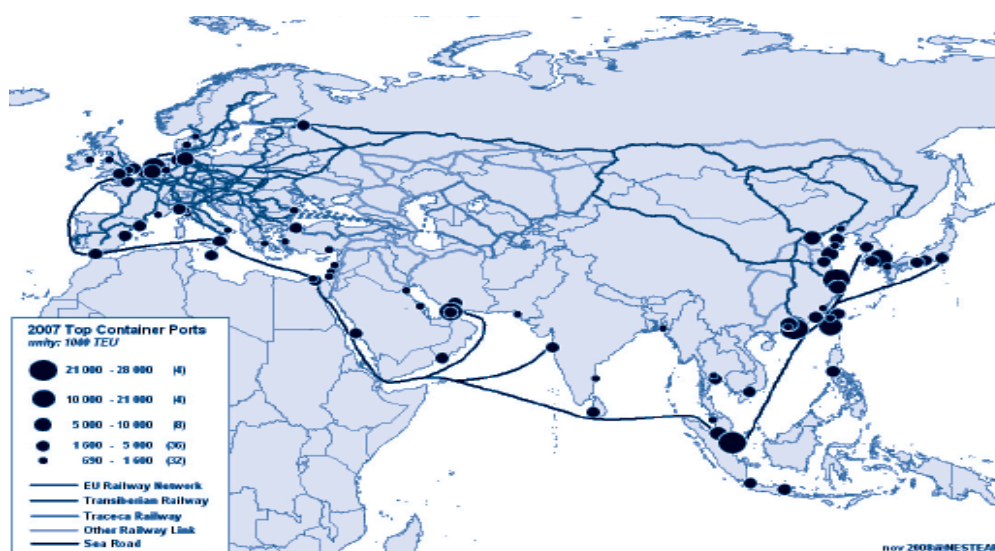 2007 Top Container Ports
unity: 1000 TEU
21 000 - 28 000 (4)
10 000 - 21 000 (4)
5 000 - 10 000 (8)
1 600 - 5 000 (36)
690 - 1 600 (32)
EU Railway Network
Transiberian Railway
Traceca Railway
Other Railway Link
Sea Road
nov 2008@NESTEAR